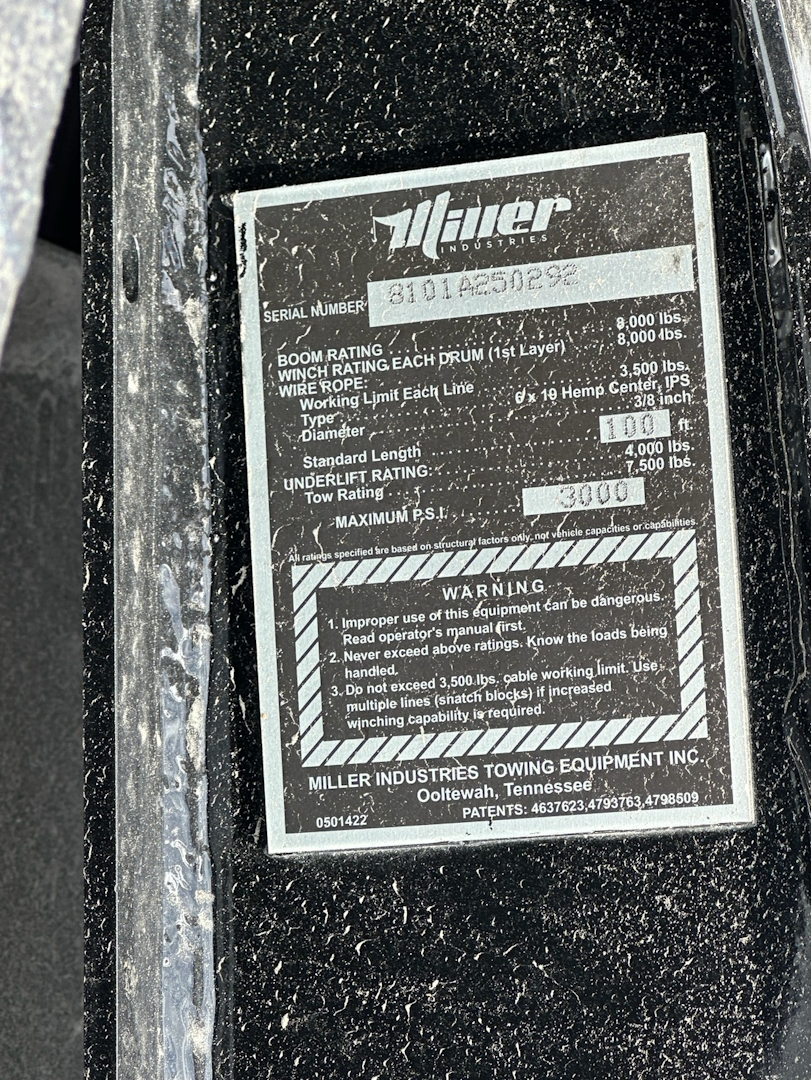 Miller
INDUSTRIES
SERIAL NUMBER 8101A250292
BOOM RATING 8,000 lbs.
WINCH RATING EACH DRUM (1st Layer) 8,000 lbs.
WIRE ROPE:
Working Limit Each Line 3,500 lbs.
Type 6 x 19 Hemp Center, IPS
Diameter 3/8 inch
Standard Length 100 ft.
UNDERLIFT RATING: 4,000 lbs.
Tow Rating 7,500 lbs.
MAXIMUM P.S.I. 3000
All ratings specified are based on structural factors only, not vehicle capacities or capabilities.
WARNING
1. Improper use of this equipment can be dangerous.
Read operator's manual first.
2. Never exceed above ratings. Know the loads being
handled.
3. Do not exceed 3,500 lbs. cable working limit. Use
multiple lines (snatch blocks) if increased
winching capability is required.
MILLER INDUSTRIES TOWING EQUIPMENT INC.
Ooltewah, Tennessee
0501422 PATENTS: 4637623,4793763,4798509